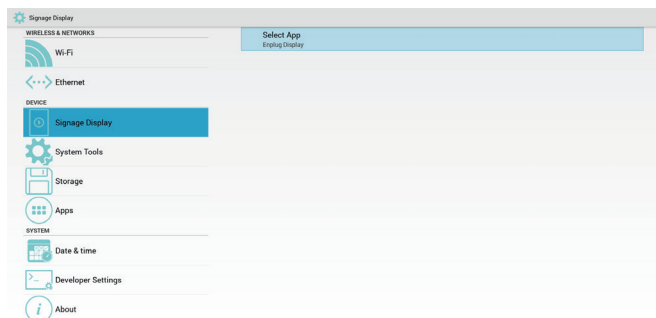 Signage Display
WIRELESS & NETWORKS
Wi-Fi
Ethernet
DEVICE
Signage Display
System Tools
Storage
Apps
SYSTEM
Date & time
Developer Settings
About
Select App
Enplug Display